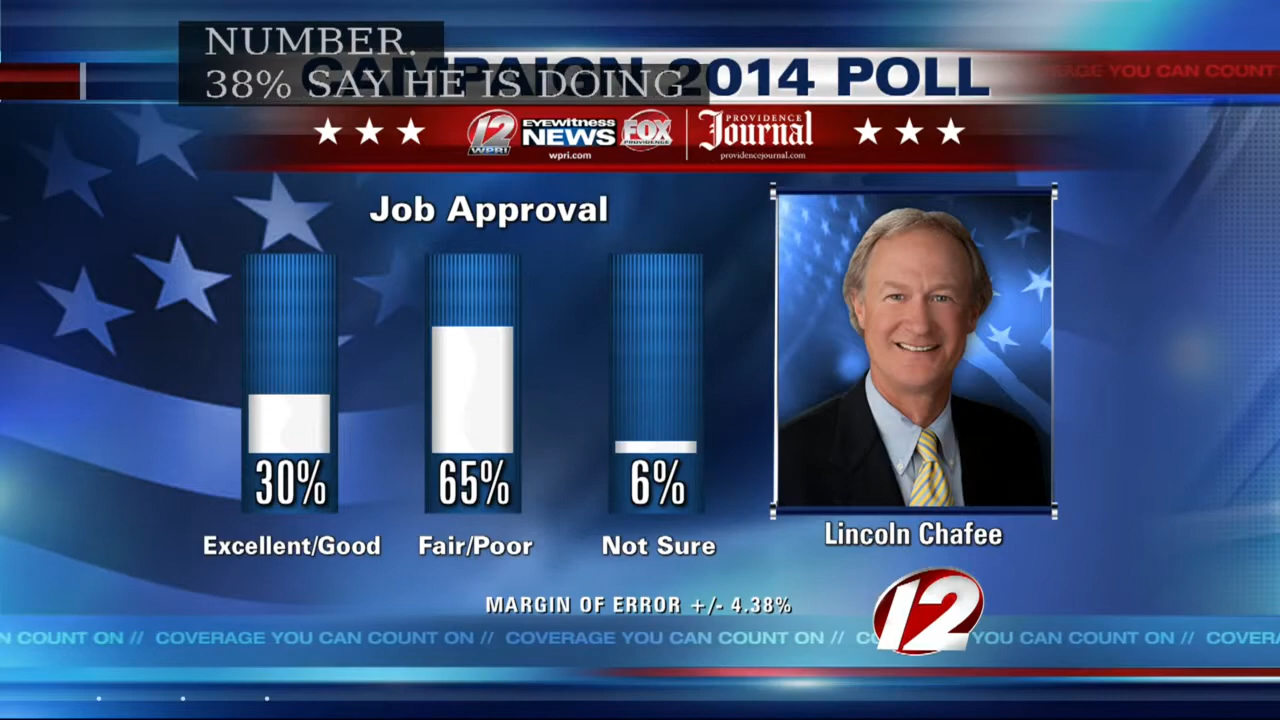 NUMBER.
38% SAY HE IS DOING
CAMPAIGN 2014 POLL
AGE YOU CAN COUNT
12 WPRI EYEWITNESS NEWS wpri.com FOX PROVIDENCE
PROVIDENCE Journal providencejournal.com
Job Approval
30% 65% 6%
Excellent/Good Fair/Poor Not Sure
Lincoln Chafee
MARGIN OF ERROR +/- 4.38%
12
N COUNT ON // COVERAGE YOU CAN COUNT ON // COVERAGE YOU CAN COUNT ON // CO YOU CAN COUNT ON // COVERA